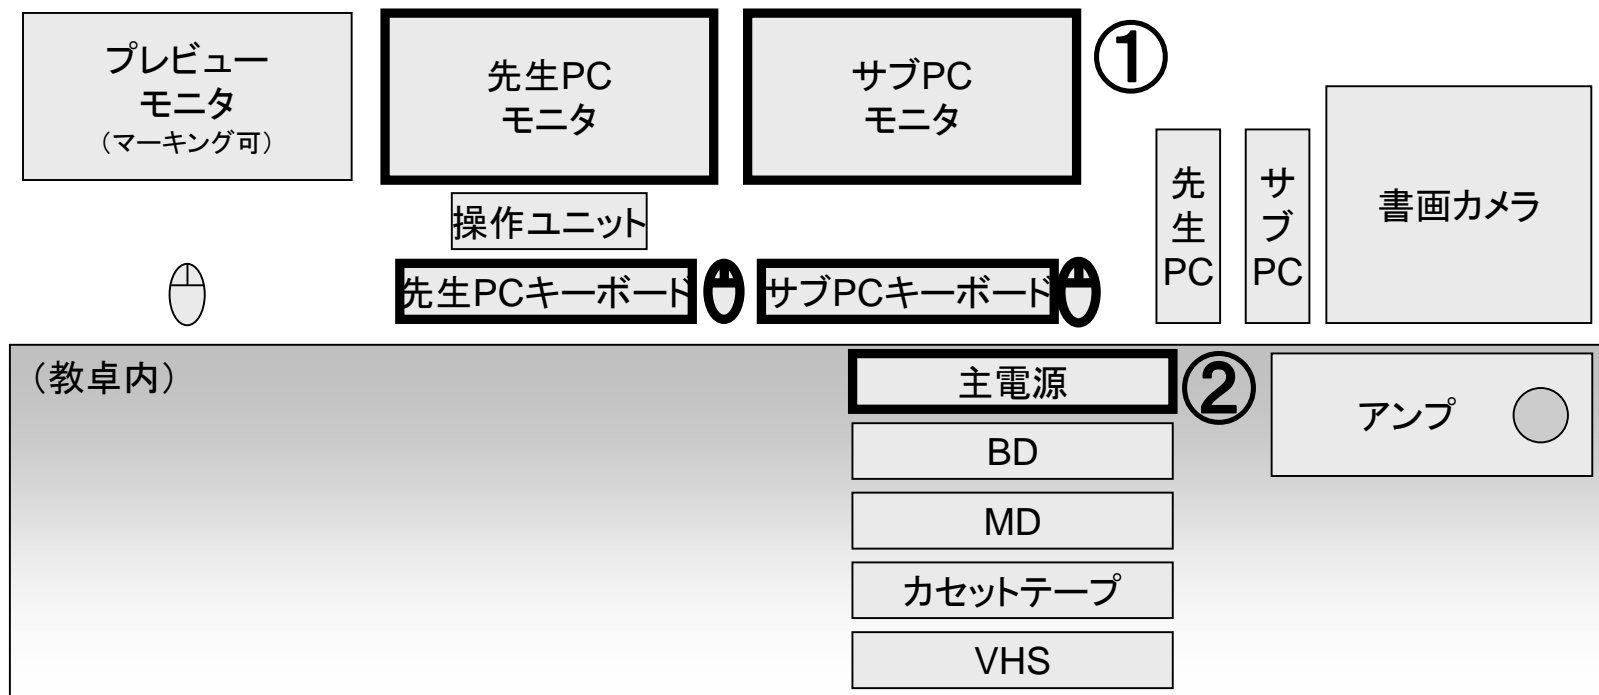 プレビュー
モニタ
（マーキング可）
先生PC
モニタ
サブPC
モニタ
①
操作ユニット
先生PCキーボード
サブPCキーボード
先
生
PC
サ
ブ
PC
書画カメラ
（教卓内）
主電源
②
アンプ
BD
MD
カセットテープ
VHS